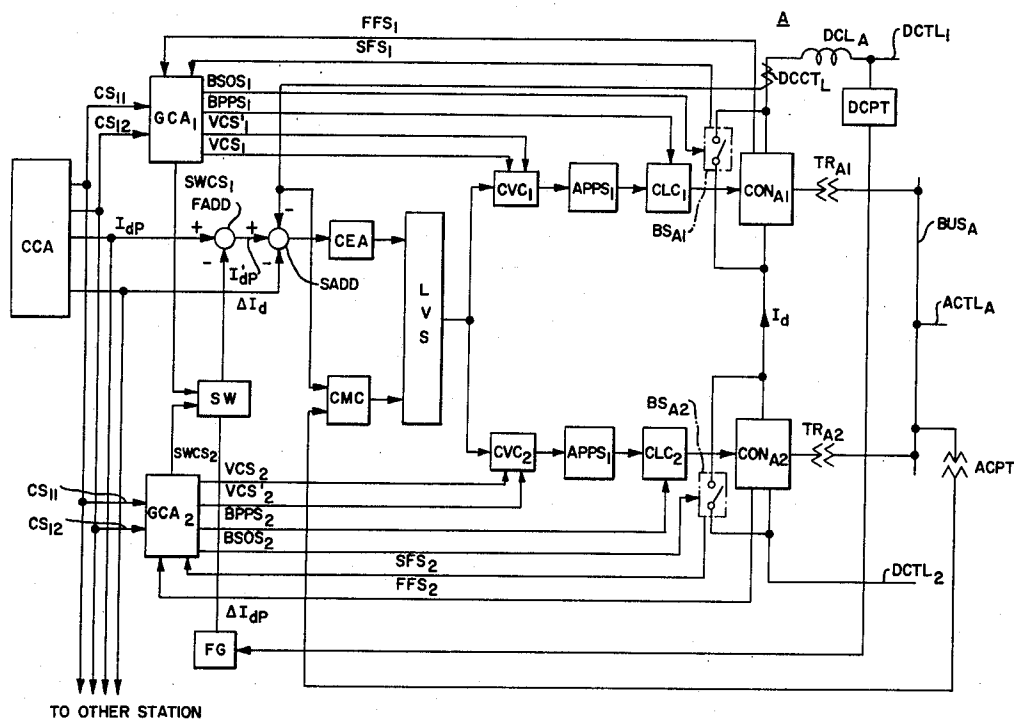 A
FFS1
SFS1
DCLA
DCTL1
DCCTL
DCPT
CS11
CS12
GCA1
BSOS1
BPPS1
VCS'1
VCS1
CCA
SWCS1
FADD
IdP
+
-
I'dP
+
-
-
SADD
ΔId
CEA
LVS
CMC
CVC1
APPS1
CLC1
BSA1
CONA1
TRA1
BUSA
ACTLA
Id
SW
SWCS2
CVC2
APPS1
CLC2
BSA2
CONA2
TRA2
ACPT
CS11
CS12
GCA2
VCS2
VCS'2
BPPS2
BSOS2
SFS2
FFS2
DCTL2
ΔIdP
FG
TO OTHER STATION